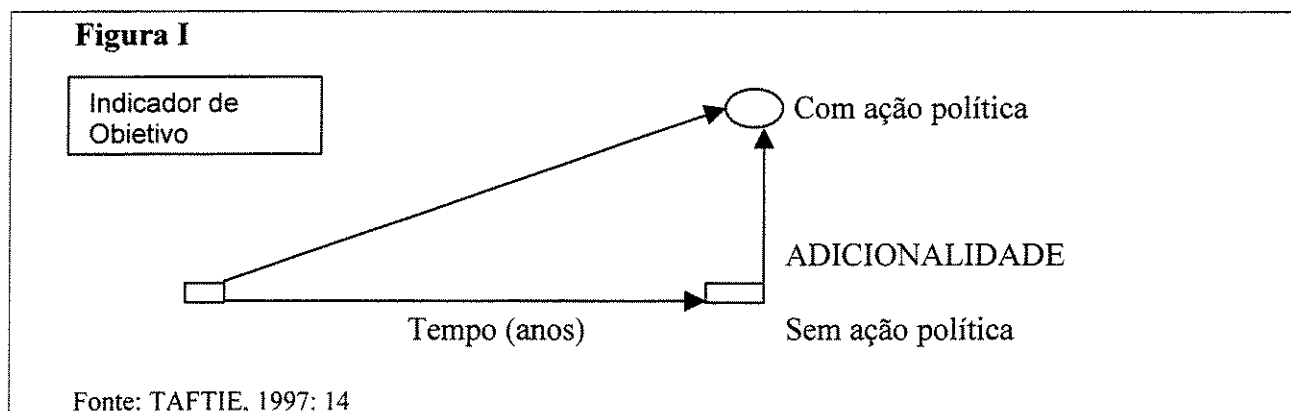 Figura I
Indicador de
Obietivo
Com ação política
ADICIONALIDADE
Tempo (anos)
Sem ação política
Fonte: TAFTIE, 1997: 14